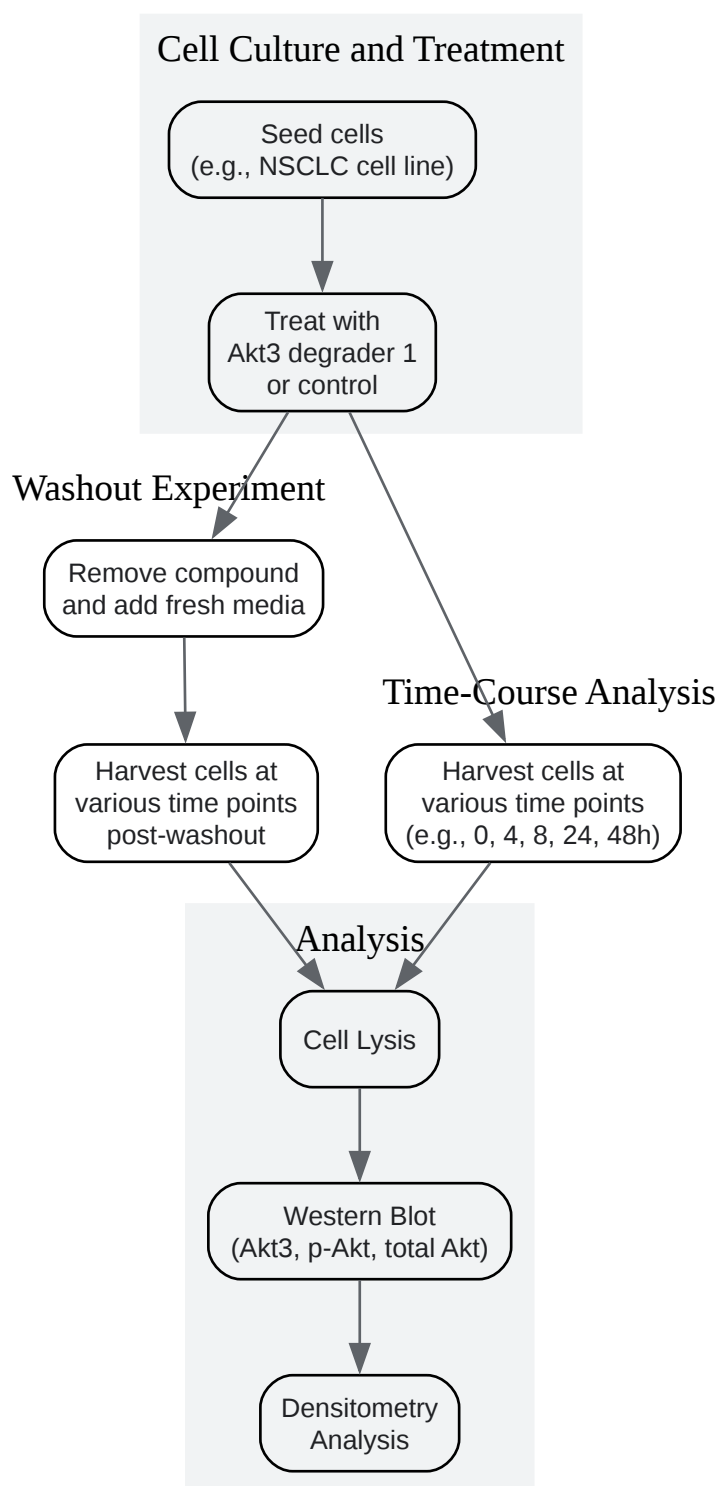 Cell Culture and Treatment
Seed cells
(e.g., NSCLC cell line)
Treat with
Akt3 degrader 1
or control
Washout Experiment
Remove compound
and add fresh media
Time-Course Analysis
Harvest cells at
various time points
post-washout
Harvest cells at
various time points
(e.g., 0, 4, 8, 24, 48h)
Analysis
Cell Lysis
Western Blot
(Akt3, p-Akt, total Akt)
Densitometry
Analysis